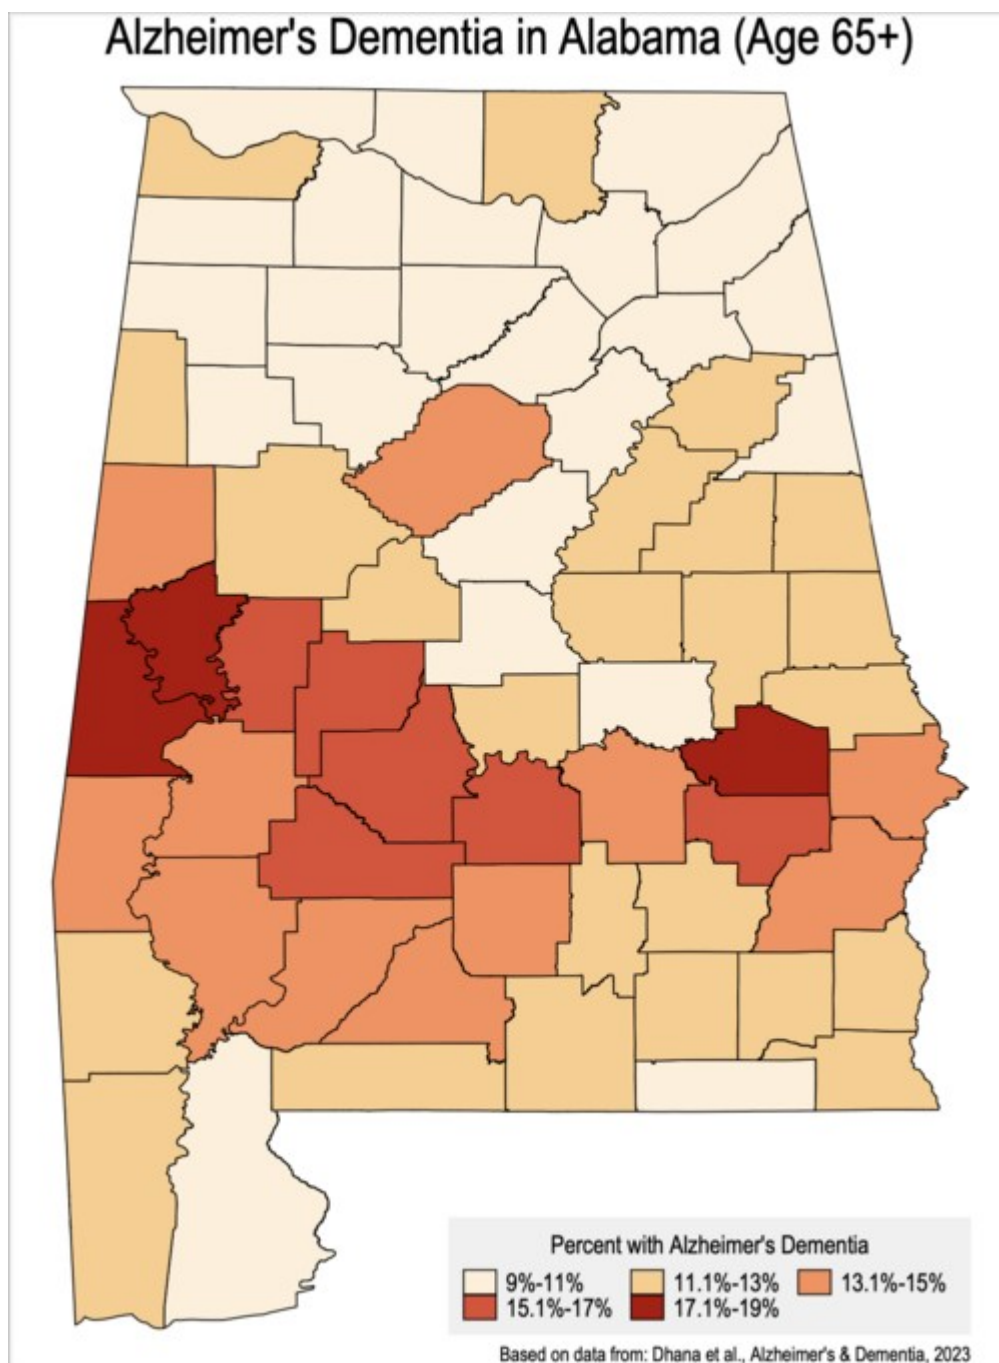 Alzheimer's Dementia in Alabama (Age 65+)
Percent with Alzheimer's Dementia
9%-11% 11.1%-13% 13.1%-15%
15.1%-17% 17.1%-19%
Based on data from: Dhana et al., Alzheimer's & Dementia, 2023